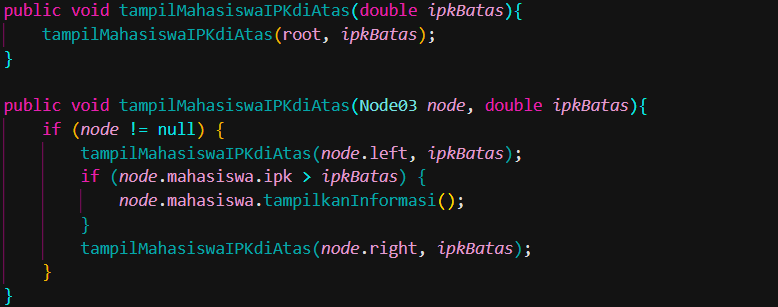 public void tampilMahasiswaIPKdiAtas(double ipkBatas){
    tampilMahasiswaIPKdiAtas(root, ipkBatas);
}

public void tampilMahasiswaIPKdiAtas(Node03 node, double ipkBatas){
    if (node != null) {
        tampilMahasiswaIPKdiAtas(node.left, ipkBatas);
        if (node.mahasiswa.ipk > ipkBatas) {
            node.mahasiswa.tampilkanInformasi();
        }
        tampilMahasiswaIPKdiAtas(node.right, ipkBatas);
    }
}